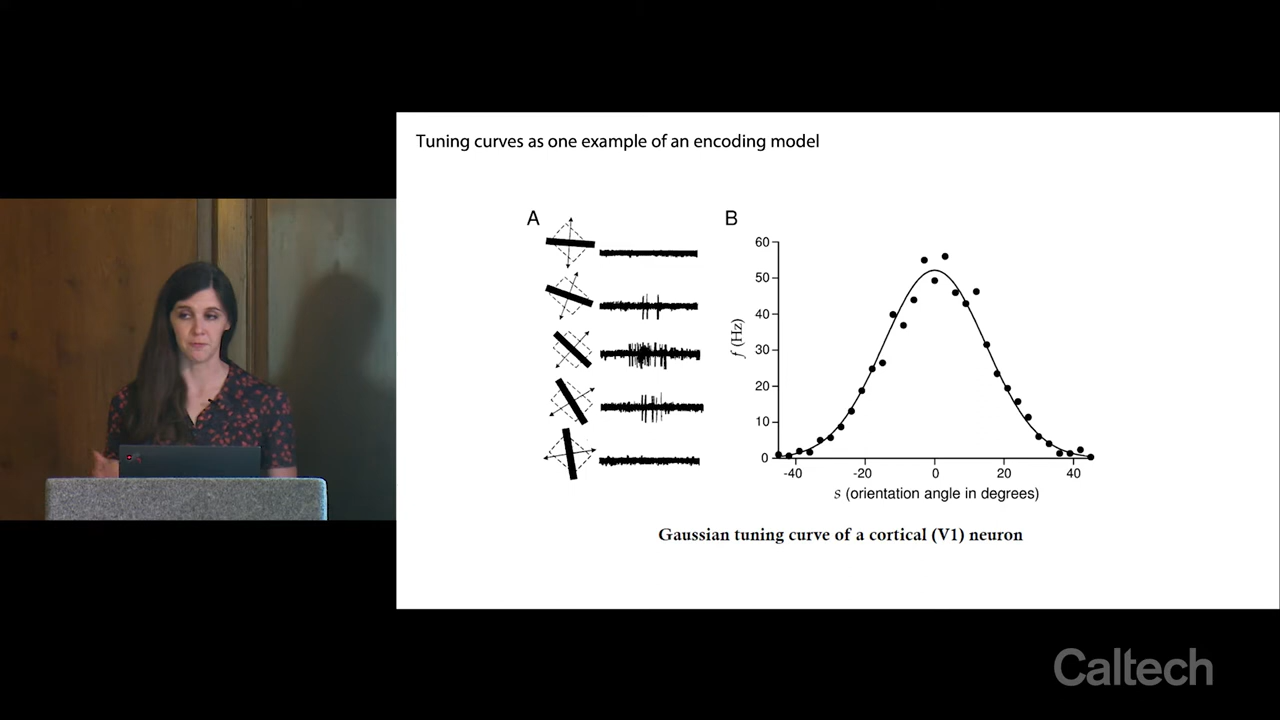 Tuning curves as one example of an encoding model
A
B
60
50
40
30
20
10
0
f (Hz)
-40 -20 0 20 40
s (orientation angle in degrees)
Gaussian tuning curve of a cortical (V1) neuron
Caltech